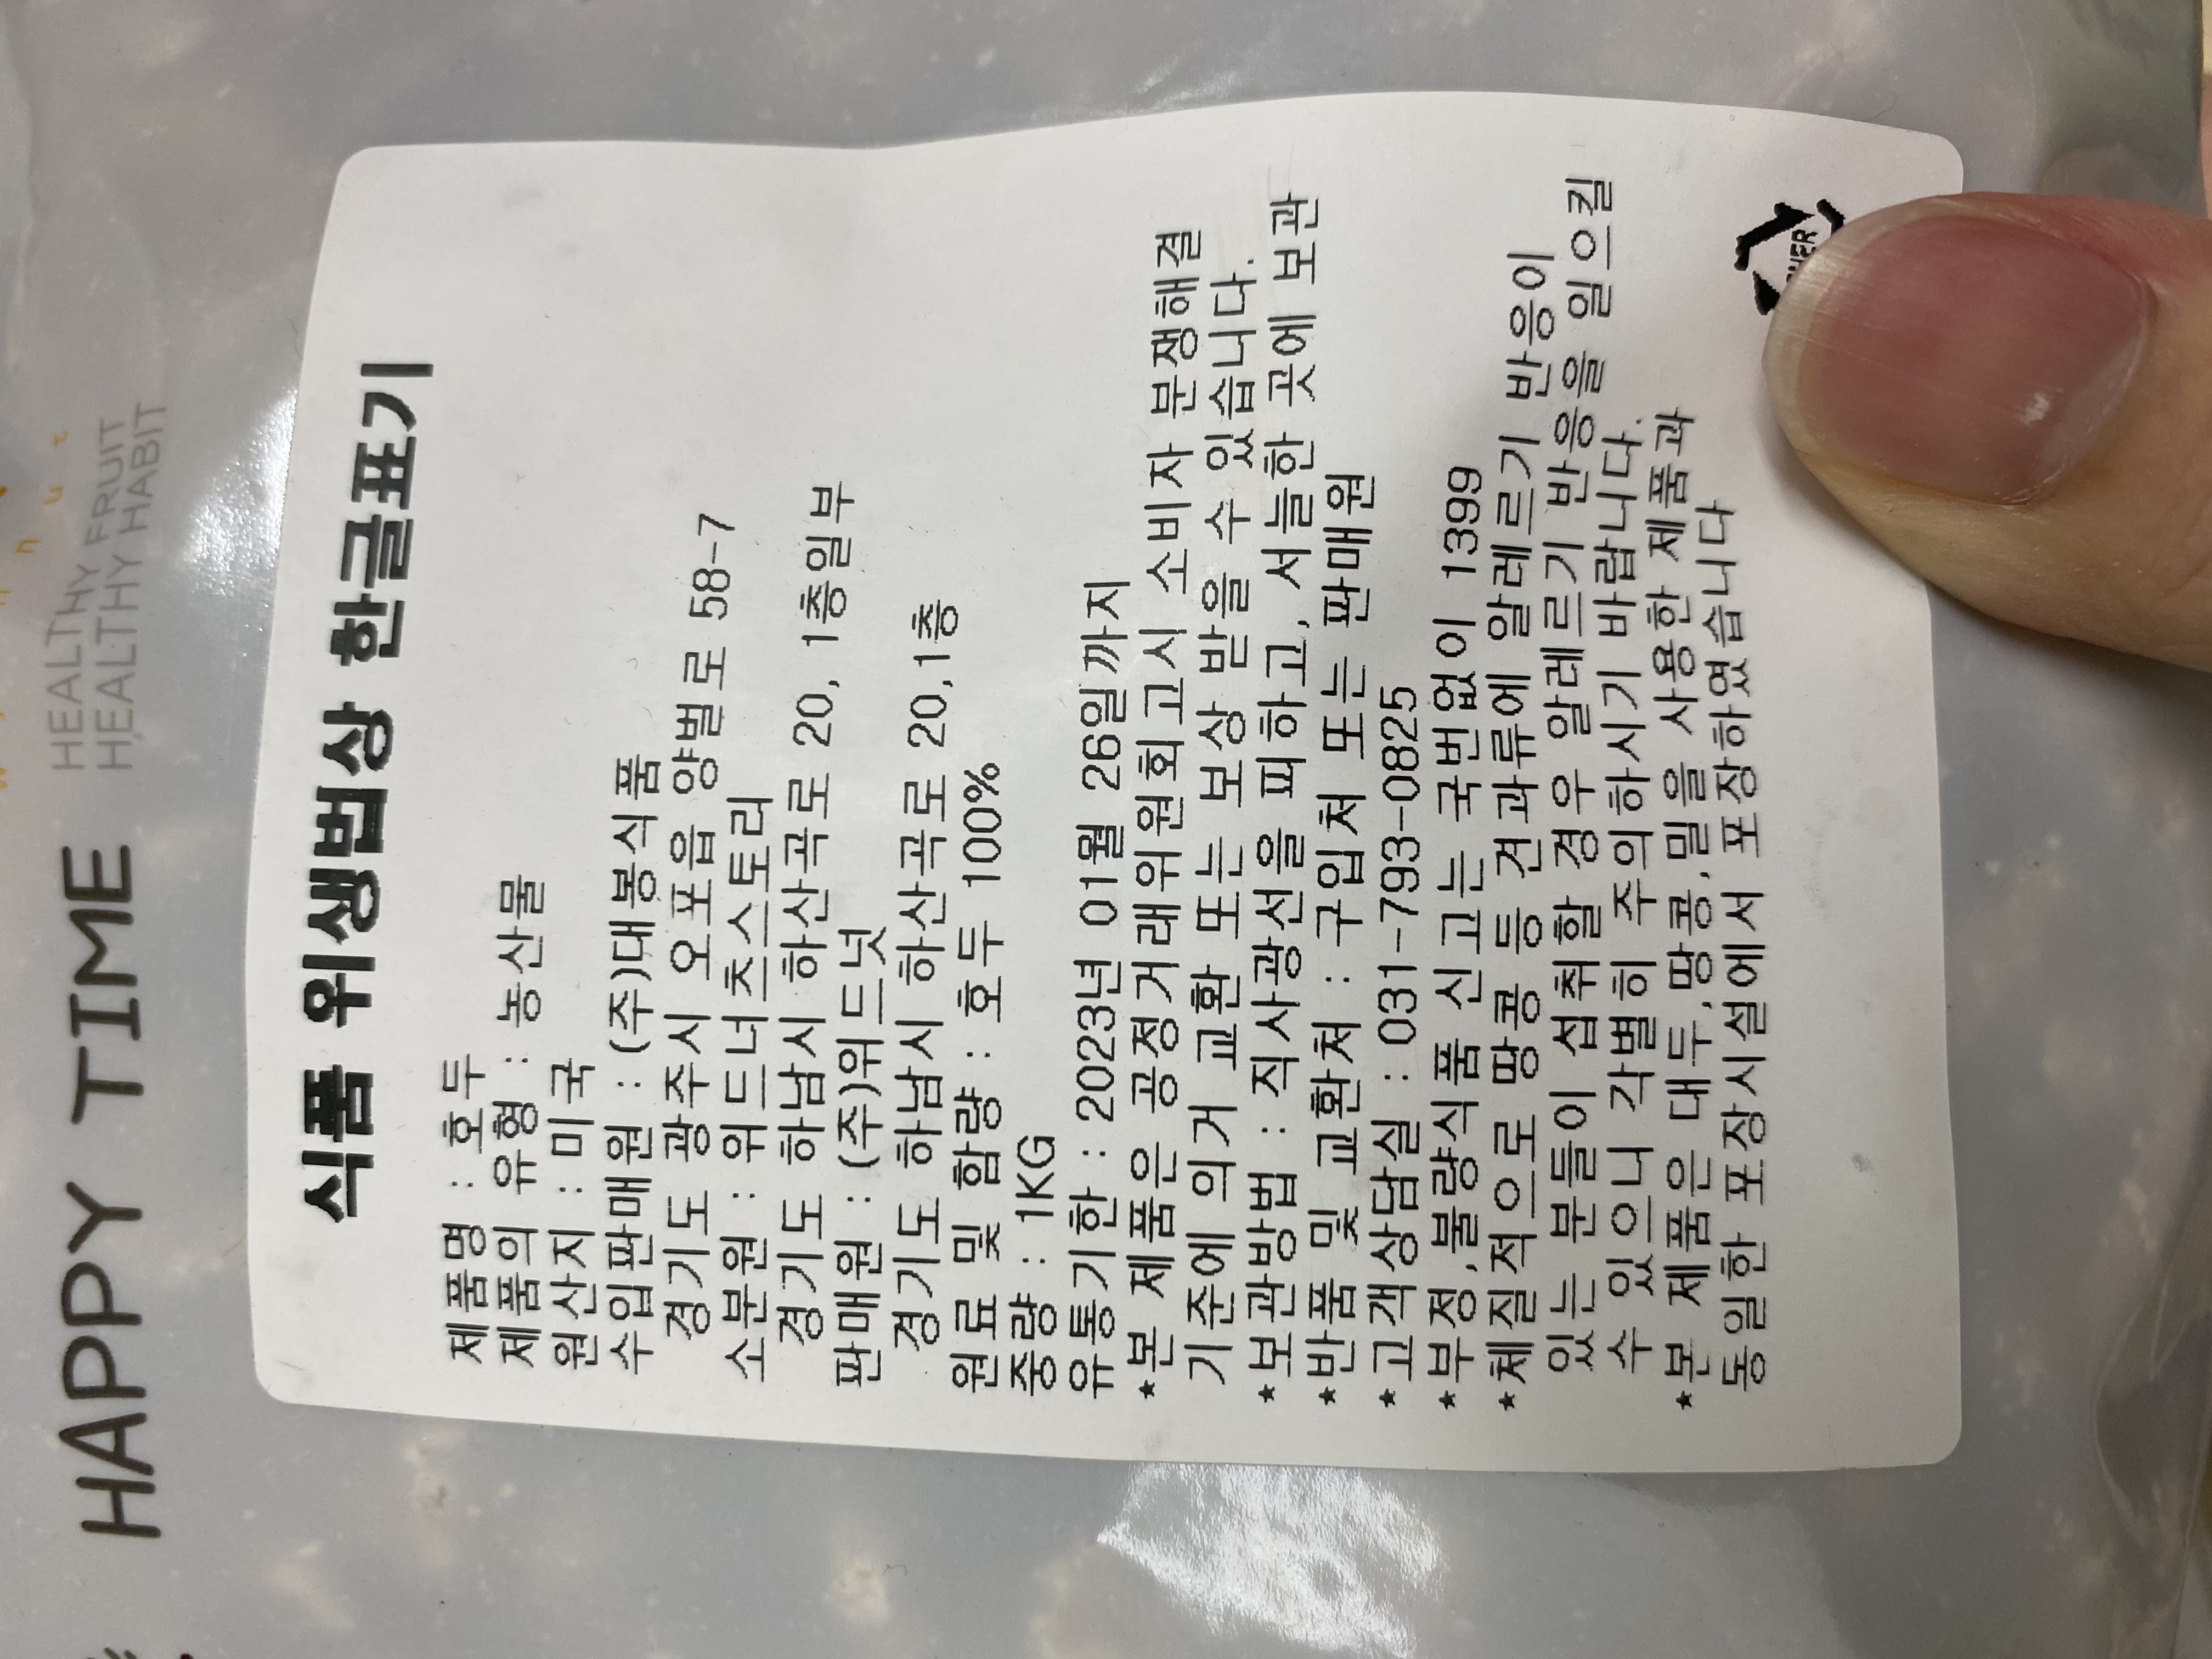 HAPPY TIME
HEALTHY FRUIT
HEALTHY HABIT
식품 위생법상 한글표기
제품명 : 호두
제품의 유형 : 농산물
원산지 : 미국
수입판매원 : (주)대봉식품
경기도 광주시 오포읍 양벌로 58-7
소분원 : 위드너츠스토리
경기도 하남시 하산곡로 20, 1층일부
판매원 : (주)위드넛
경기도 하남시 하산곡로 20,1층
원료 및 함량 : 호두 100%
중량 : 1KG
유통기한 : 2023년 01월 26일까지
*본 제품은 공정거래위원회고시 소비자 분쟁해결
기준에 의거 교환 또는 보상 받을 수 있습니다.
*보관방법 : 직사광선을 피하고, 서늘한 곳에 보관
*반품 및 교환처 : 구입처 또는 판매원
*고객상담실 : 031-793-0825
*부정,불량식품 신고는 국번없이 1399
*체질적으로 땅콩 등 견과류에 알레르기 반응이
있는 분들이 섭취할 경우 알레르기 반응을 일으킬
수 있으니 각별히 주의하시기 바랍니다.
*본 제품은 대두,땅콩,밀을 사용한 제품과
동일한 포장시설에서 포장하였습니다